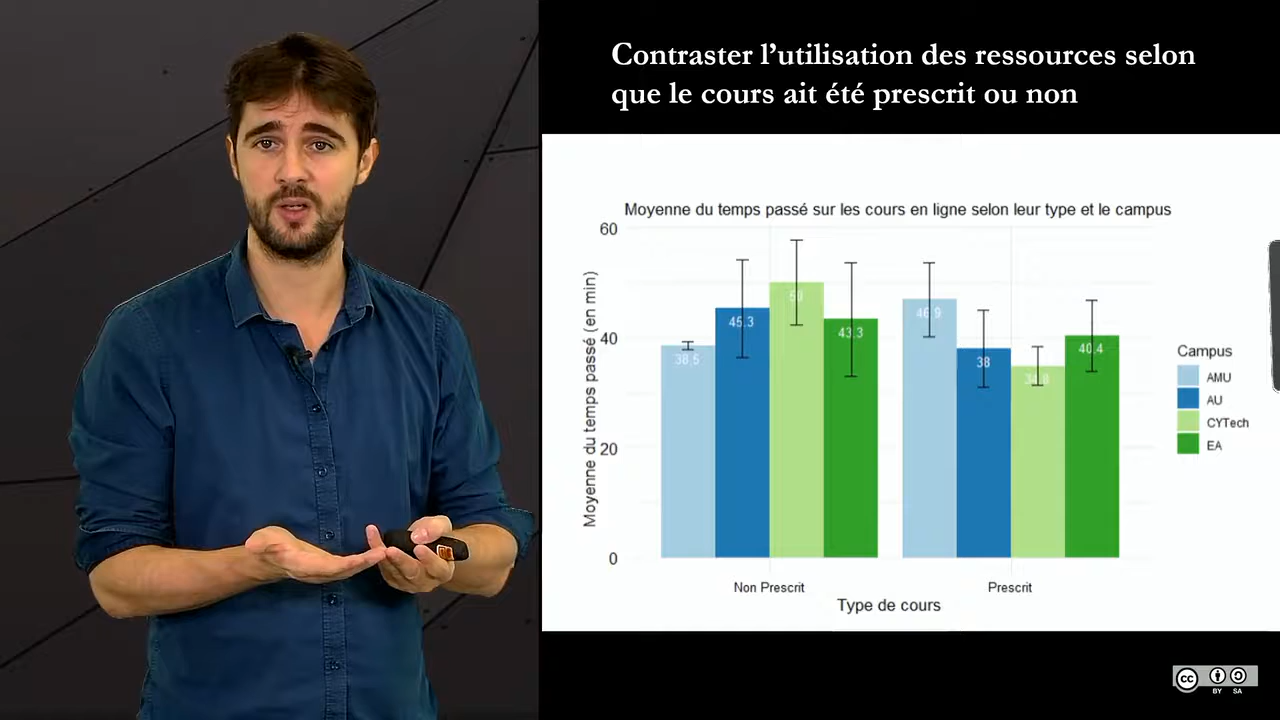 Contraster l’utilisation des ressources selon
que le cours ait été prescrit ou non
Moyenne du temps passé sur les cours en ligne selon leur type et le campus
Moyenne du temps passé (en min)
60
40
20
0
38,5
45,3
50
43,3
46,9
38
40,4
Non Prescrit
Prescrit
Type de cours
Campus
AMU
AU
CYTech
EA
cc
BY
SA